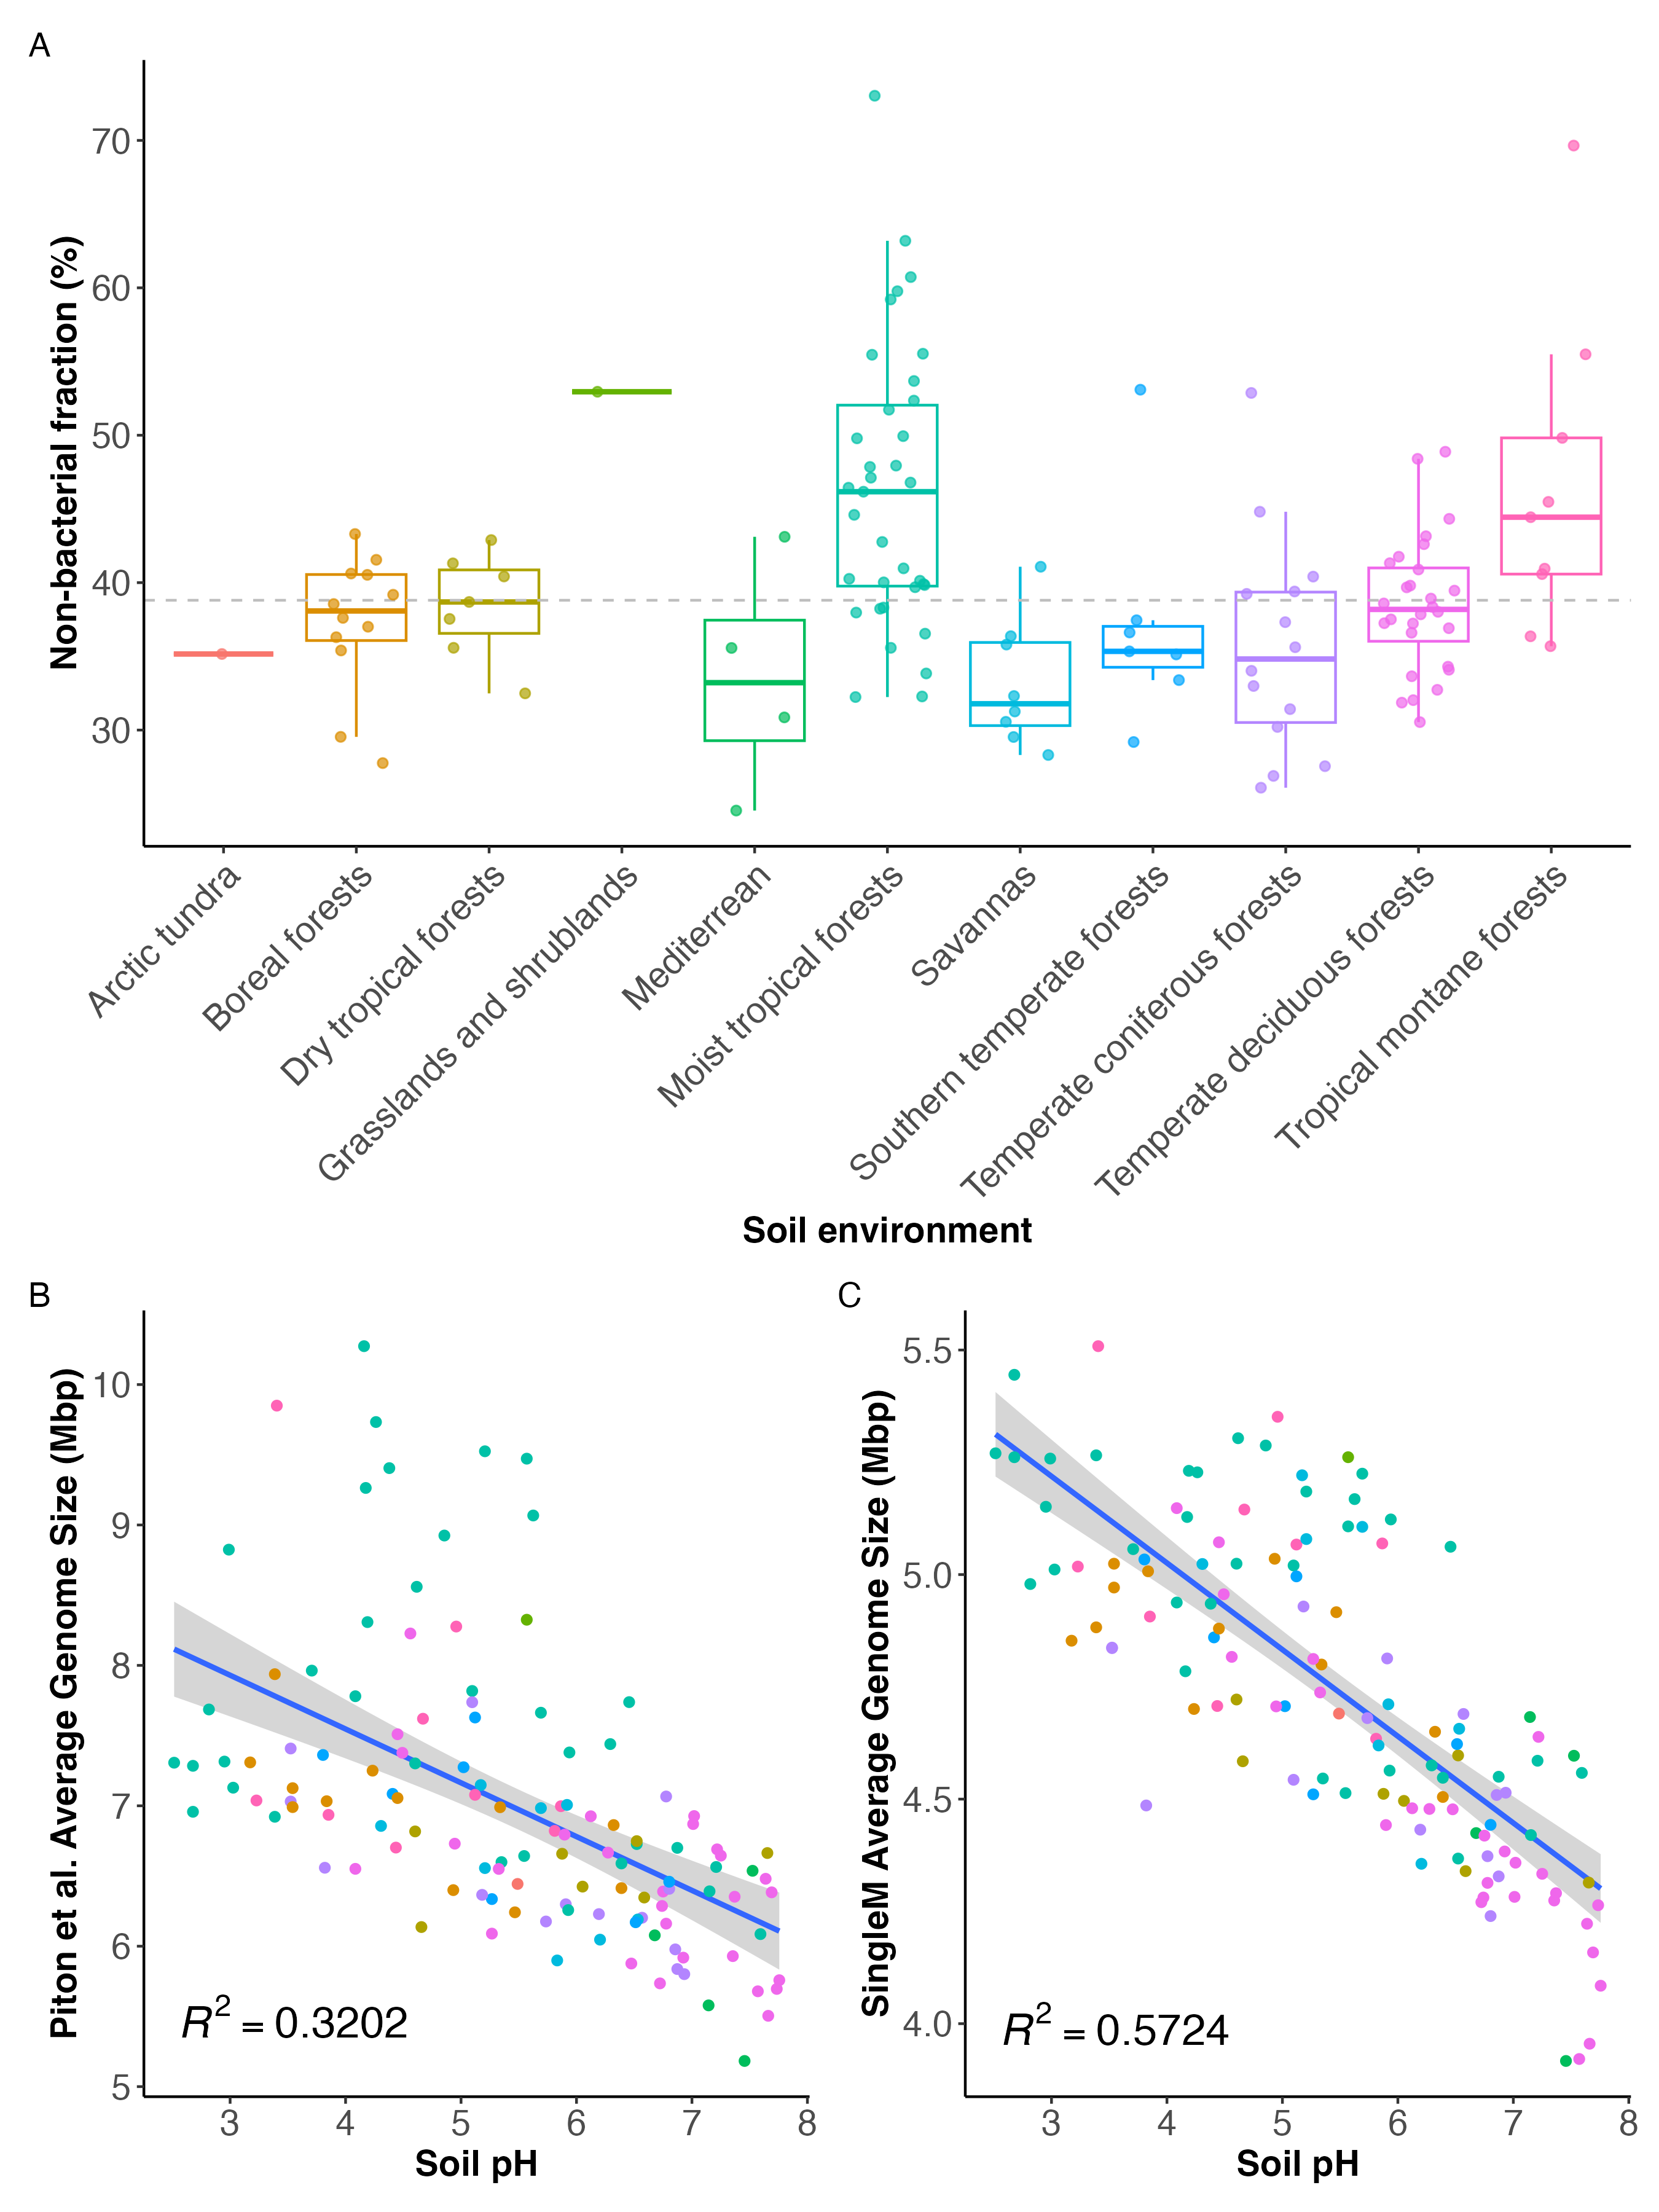 A
Non-bacterial fraction (%)
70
60
50
40
30
Arctic tundra
Boreal forests
Dry tropical forests
Grasslands and shrublands
Mediterrean
Moist tropical forests
Savannas
Southern temperate forests
Temperate coniferous forests
Temperate deciduous forests
Tropical montane forests
Soil environment
B
Piton et al. Average Genome Size (Mbp)
10
9
8
7
6
5
R² = 0.3202
3 4 5 6 7 8
Soil pH
C
SingleM Average Genome Size (Mbp)
5.5
5.0
4.5
4.0
R² = 0.5724
3 4 5 6 7 8
Soil pH